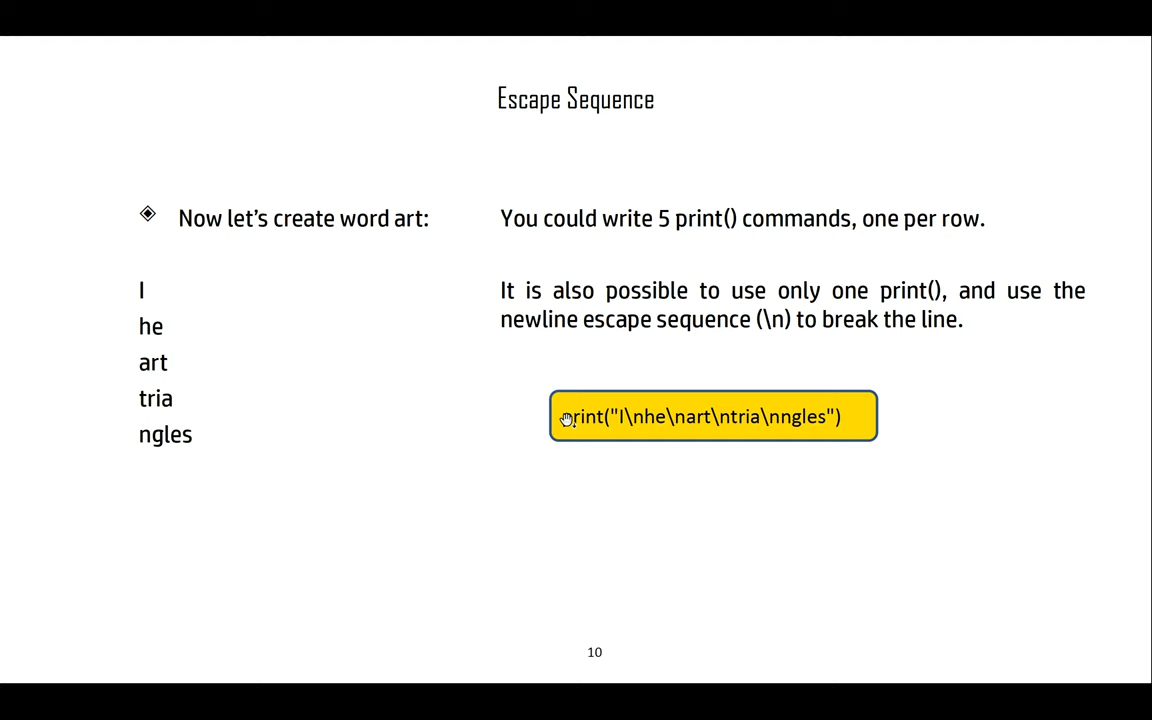 Escape Sequence
Now let's create word art:
I
he
art
tria
ngles
You could write 5 print() commands, one per row.
It is also possible to use only one print(), and use the
newline escape sequence (\n) to break the line.
print("I\nhe\nart\ntria\nngles")
10